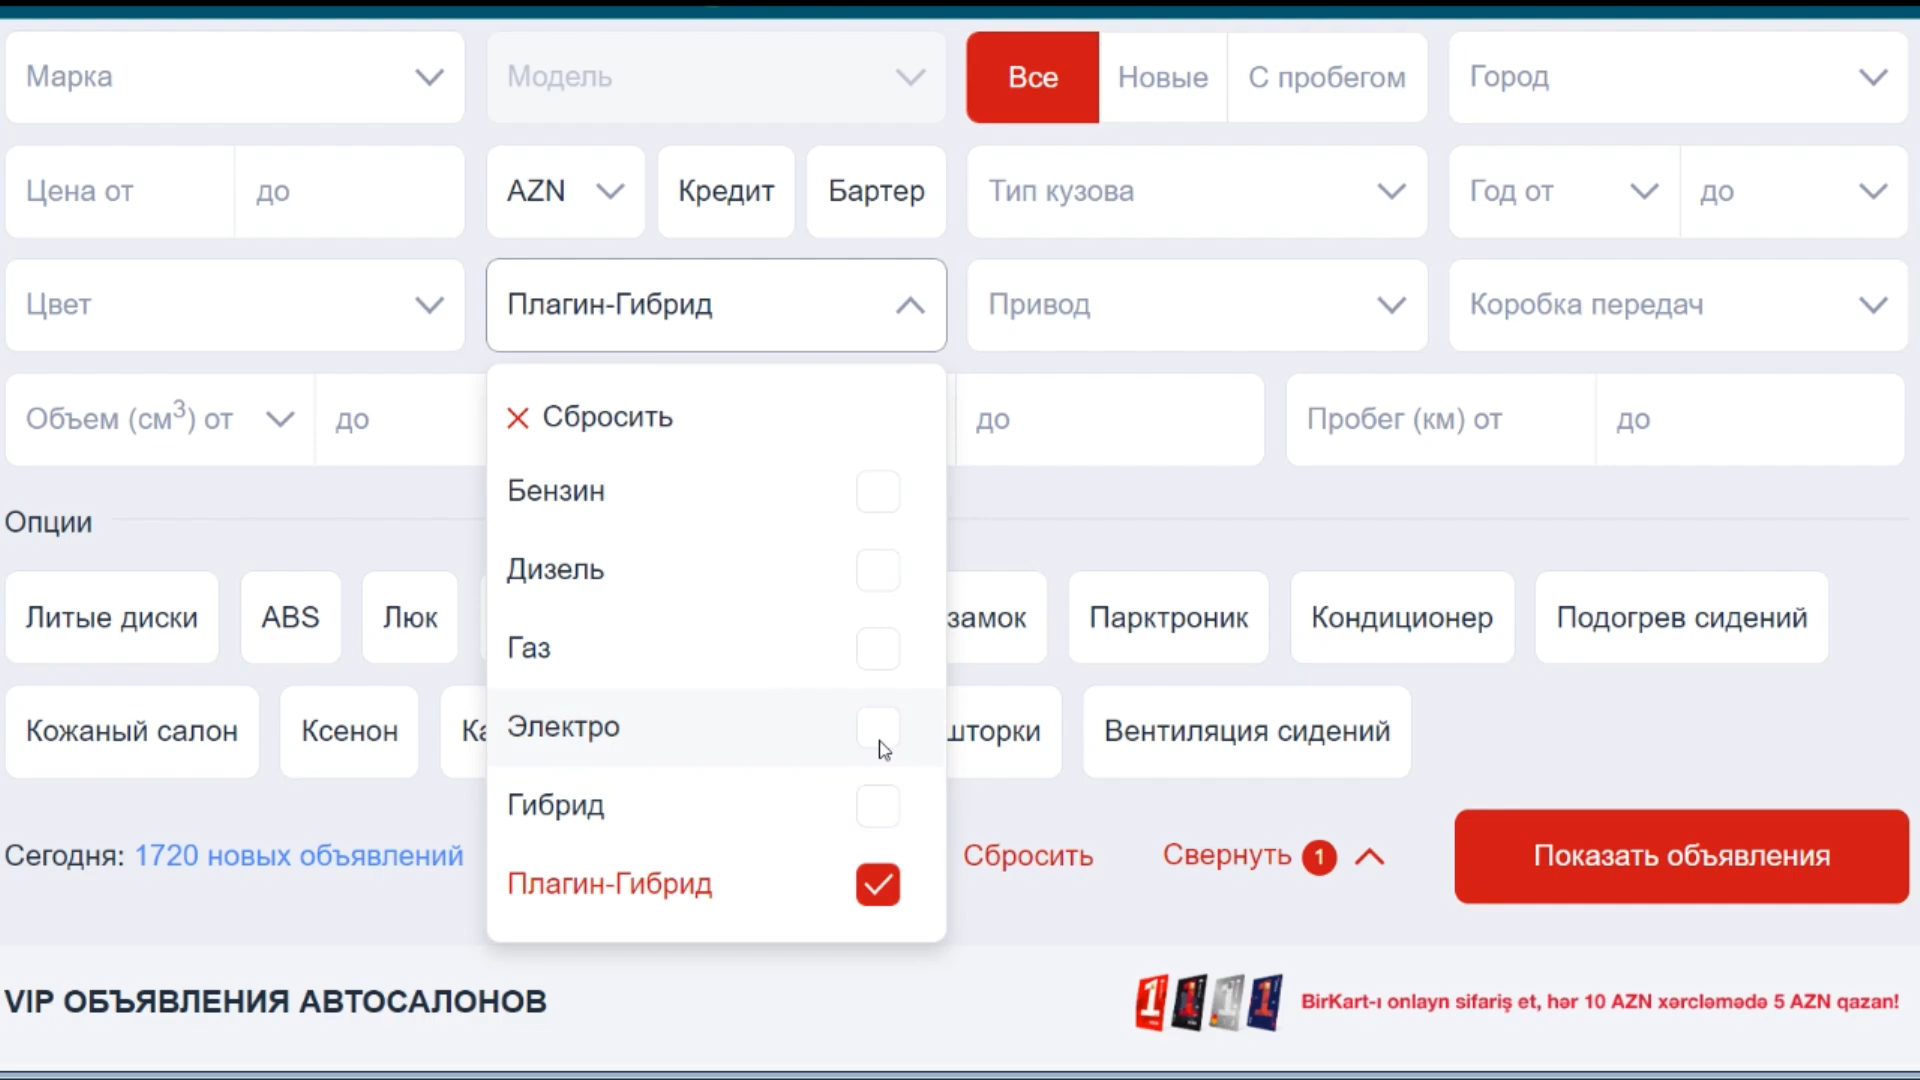 Марка
Модель
Все
Новые
С пробегом
Город
Цена от
до
AZN
Кредит
Бартер
Тип кузова
Год от
до
Цвет
Плагин-Гибрид
Привод
Коробка передач
Объем (см³) от
до
до
Пробег (км) от
до
Сбросить
Бензин
Дизель
Газ
Электро
Гибрид
Плагин-Гибрид
Опции
Литые диски
ABS
Люк
замок
Парктроник
Кондиционер
Подогрев сидений
Кожаный салон
Ксенон
шторки
Вентиляция сидений
Сегодня: 1720 новых объявлений
Сбросить
Свернуть 1
Показать объявления
VIP ОБЪЯВЛЕНИЯ АВТОСАЛОНОВ
BirKart-ı onlayn sifariş et, hər 10 AZN xərcləmədə 5 AZN qazan!